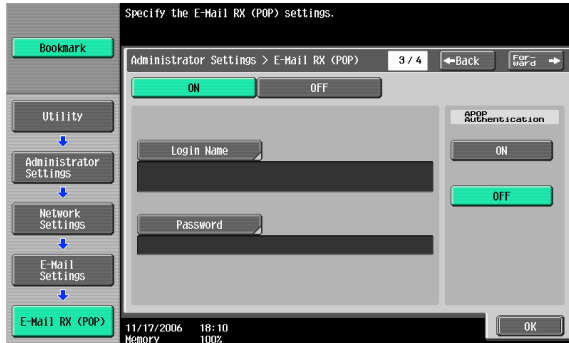 Specify the E-Mail RX (POP) settings.
Bookmark
Administrator Settings > E-Mail RX (POP)
3 / 4
←Back
For-
ward →
ON
OFF
Utility
Administrator
Settings
Network
Settings
E-Mail
Settings
E-Mail RX (POP)
Login Name
Password
APOP
Authentication
ON
OFF
11/17/2006 18:10
Memory 100%
OK